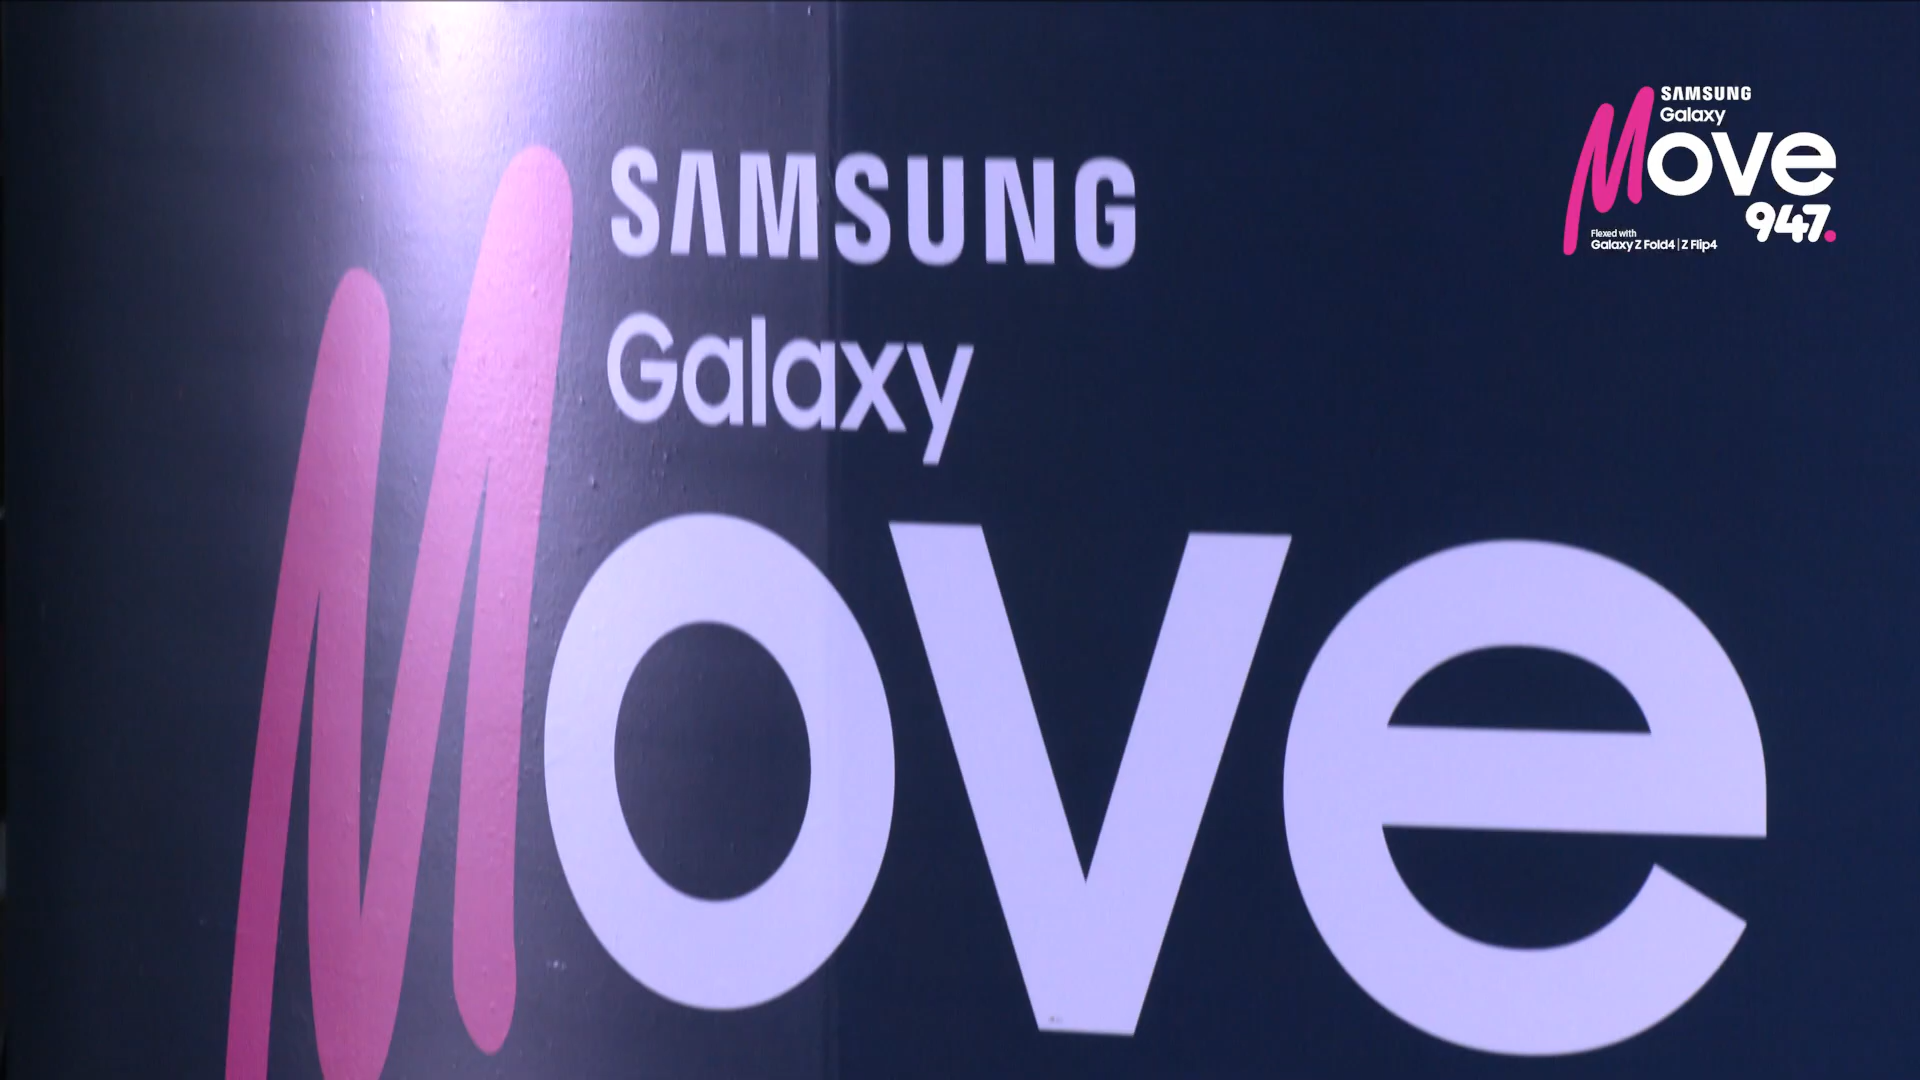 SAMSUNG
Galaxy
Move
SAMSUNG
Galaxy
Move
947.
Flexed with
Galaxy Z Fold4 | Z Flip4